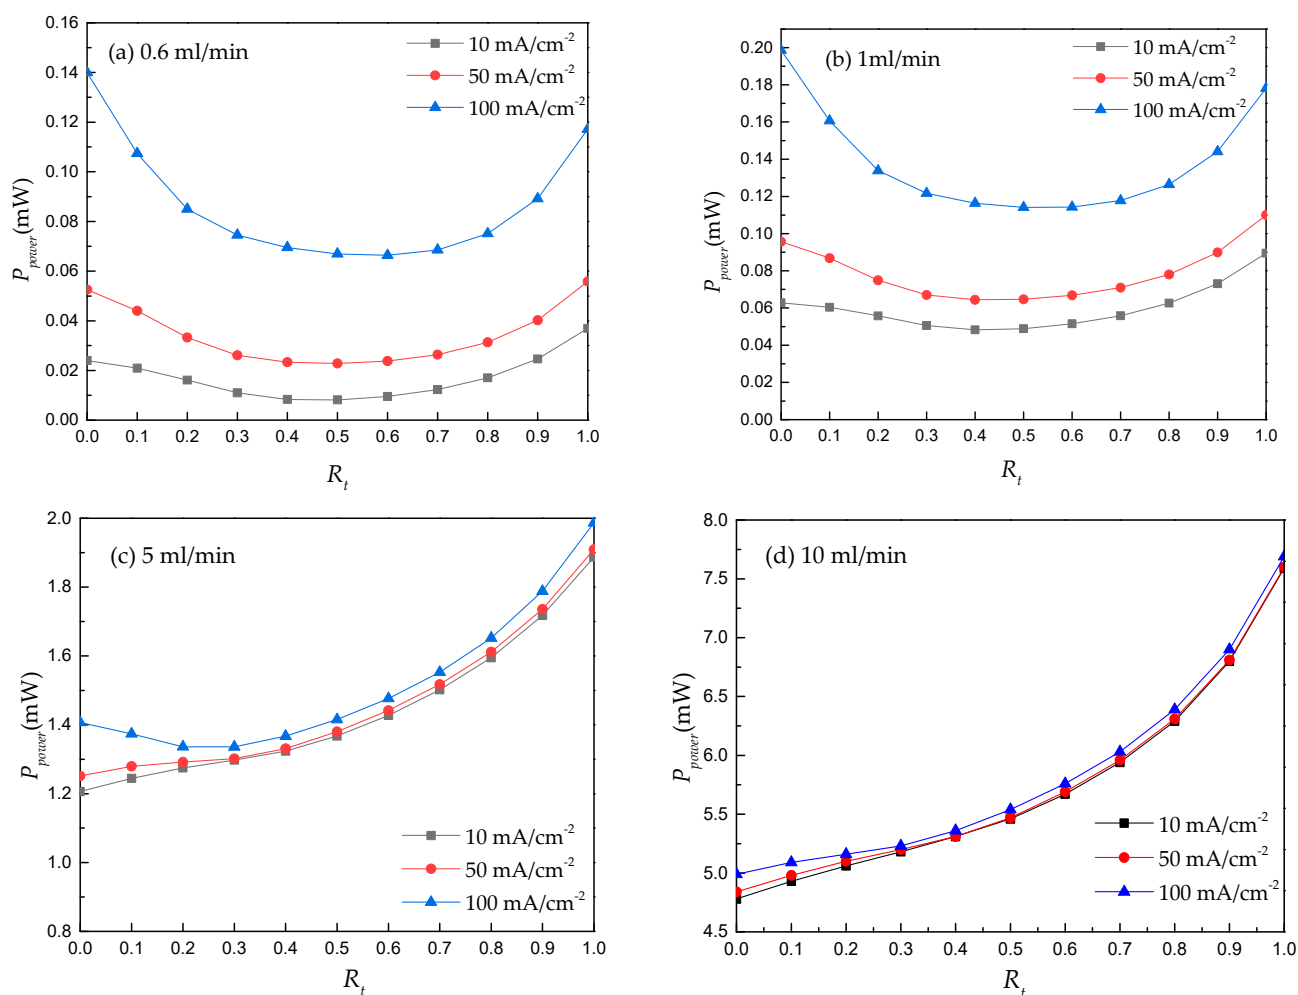 (a) 0.6 ml/min
10 mA/cm-2
50 mA/cm-2
100 mA/cm-2
0.16
0.14
0.12
0.10
0.08
0.06
0.04
0.02
0.00
Ppower(mW)
0.0 0.1 0.2 0.3 0.4 0.5 0.6 0.7 0.8 0.9 1.0
Rt
(b) 1ml/min
10 mA/cm-2
50 mA/cm-2
100 mA/cm-2
0.20
0.18
0.16
0.14
0.12
0.10
0.08
0.06
0.04
0.02
0.00
Ppower(mW)
0.0 0.1 0.2 0.3 0.4 0.5 0.6 0.7 0.8 0.9 1.0
Rt
(c) 5 ml/min
2.0
1.8
1.6
1.4
1.2
1.0
0.8
Ppower(mW)
10 mA/cm-2
50 mA/cm-2
100 mA/cm-2
0.0 0.1 0.2 0.3 0.4 0.5 0.6 0.7 0.8 0.9 1.0
Rt
(d) 10 ml/min
8.0
7.5
7.0
6.5
6.0
5.5
5.0
4.5
Ppower(mW)
10 mA/cm-2
50 mA/cm-2
100 mA/cm-2
0.0 0.1 0.2 0.3 0.4 0.5 0.6 0.7 0.8 0.9 1.0
Rt